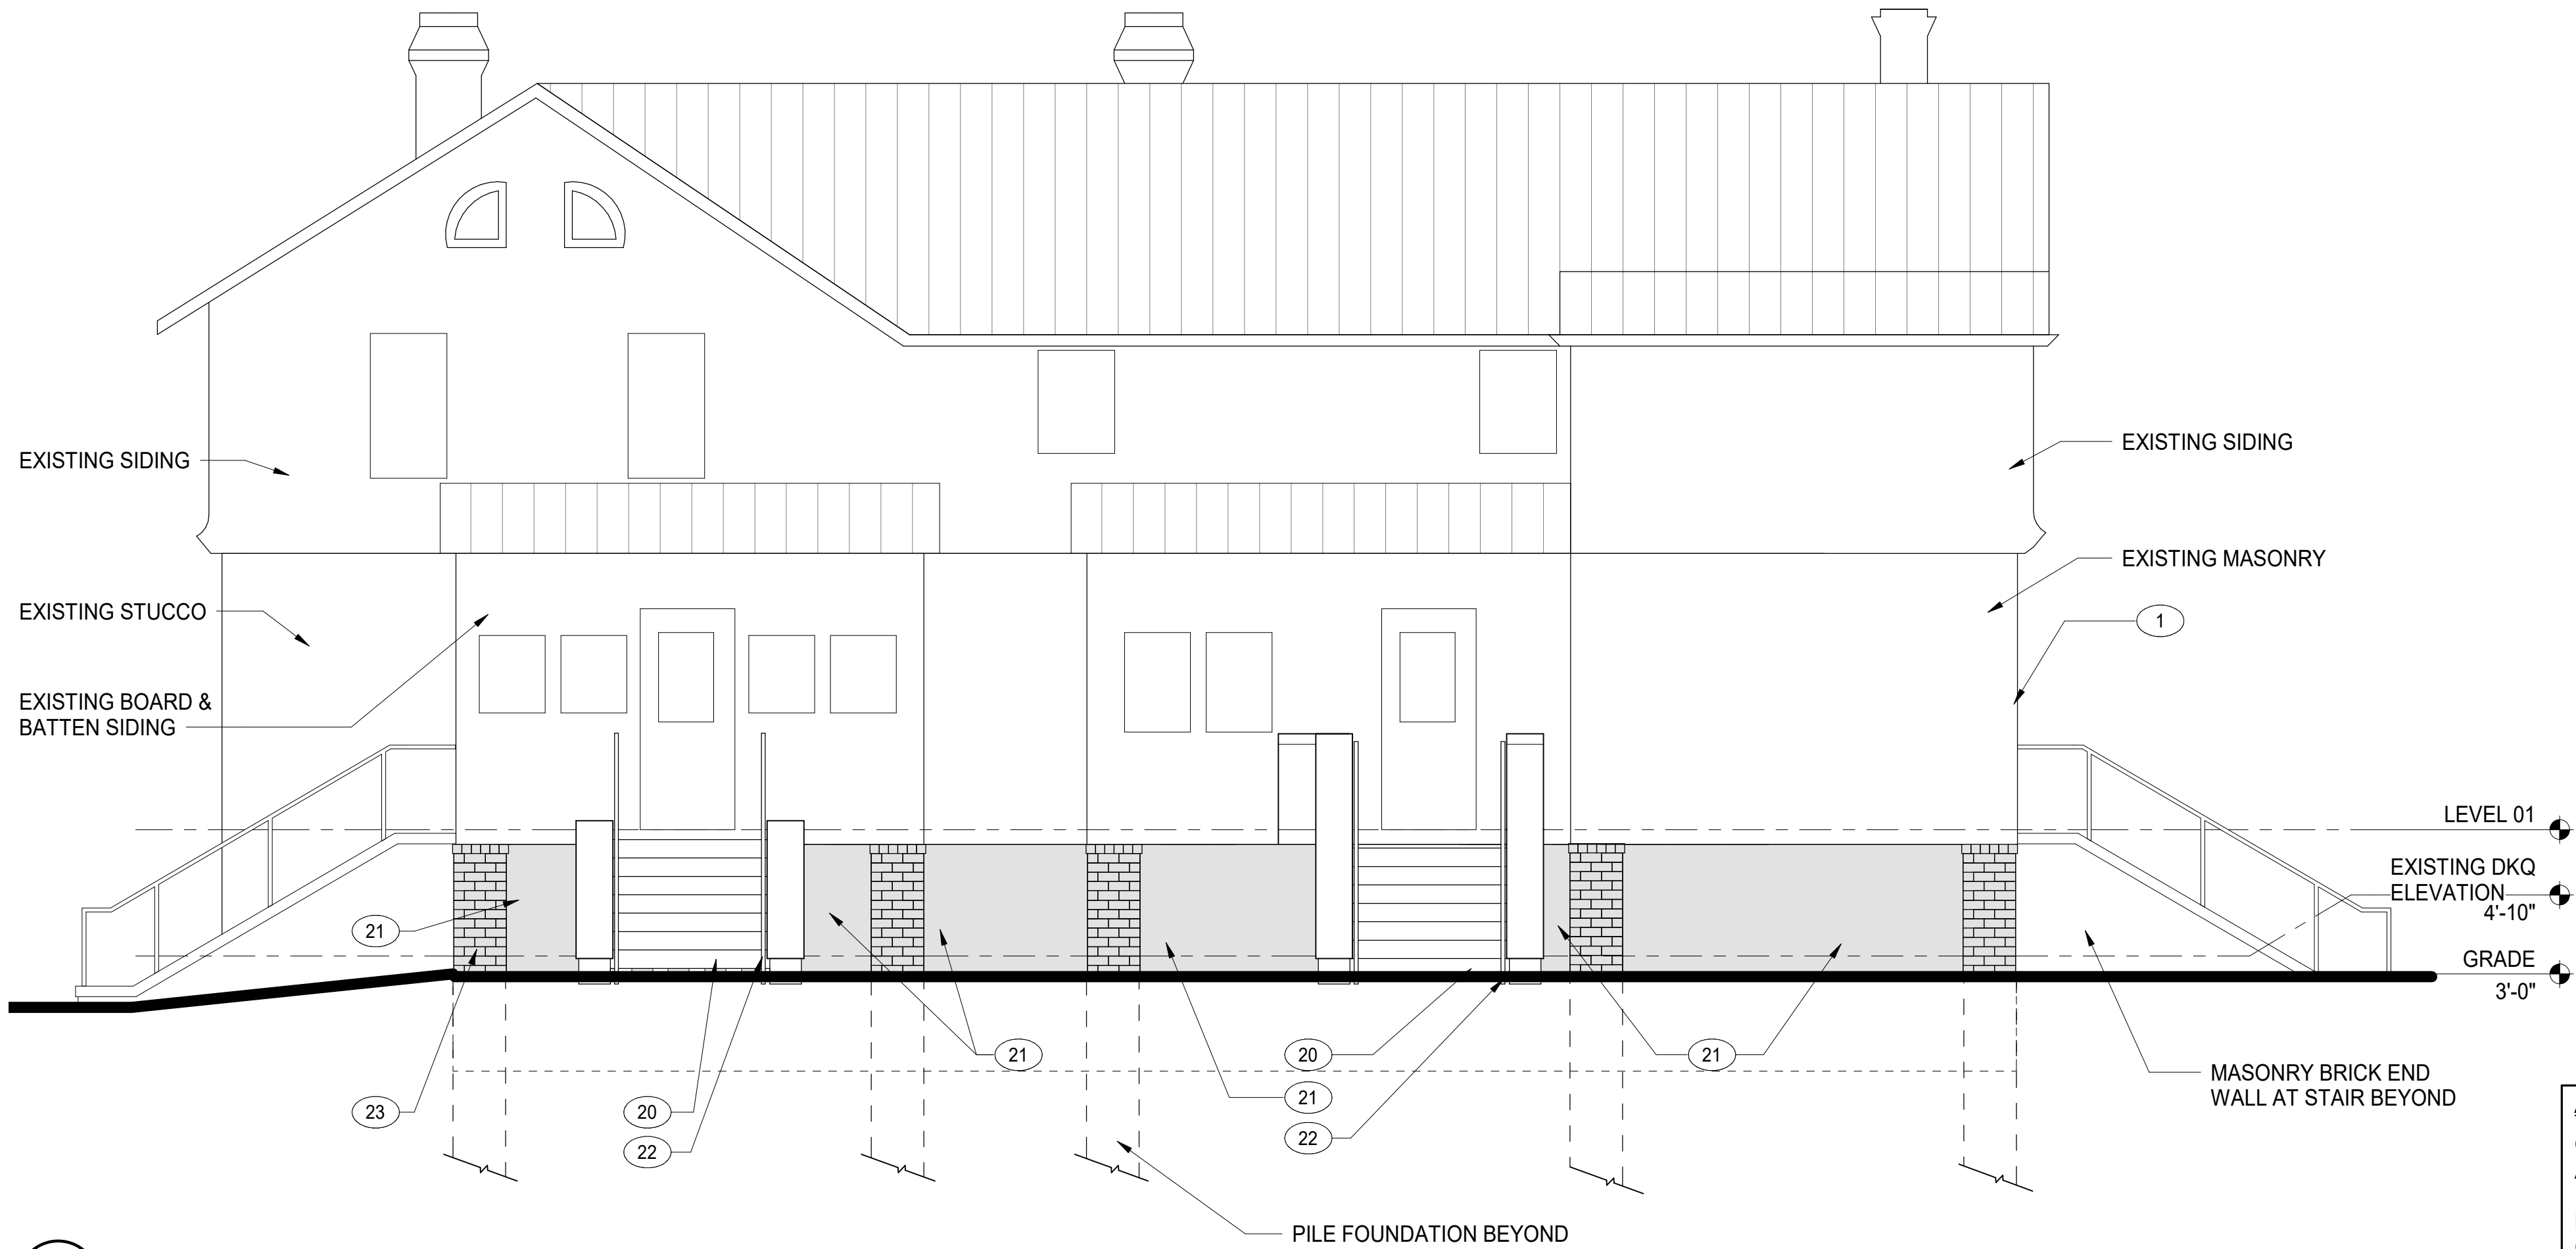 EXISTING SIDING
EXISTING SIDING
EXISTING MASONRY
EXISTING STUCCO
1
EXISTING BOARD &
BATTEN SIDING
LEVEL 01
EXISTING DKQ
ELEVATION
4'-10"
21
GRADE
3'-0"
21
20
21
MASONRY BRICK END
WALL AT STAIR BEYOND
23
20
21
22
22
PILE FOUNDATION BEYOND